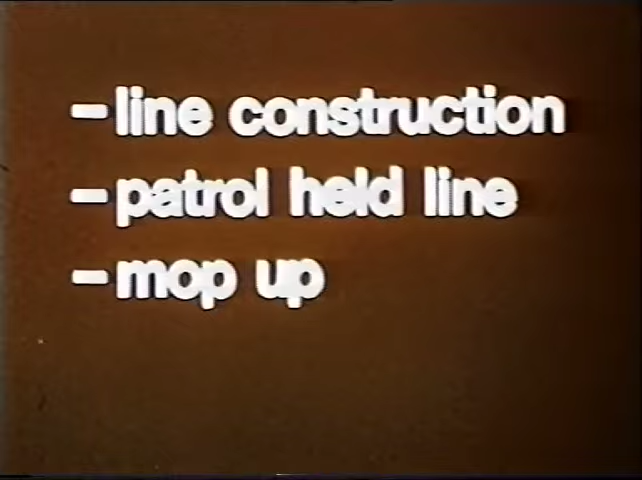 -line construction
-patrol held line
-mop up